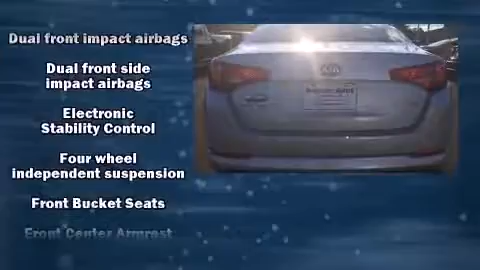 Dual front impact airbags
Dual front side
impact airbags
Electronic
Stability Control
Four wheel
independent suspension
Front Bucket Seats
Front Center Armrest